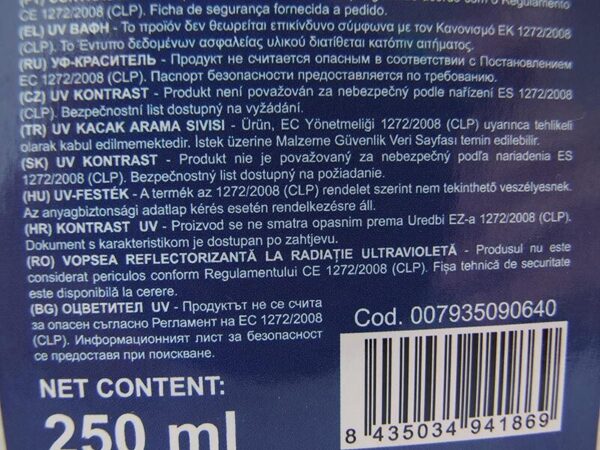 CE 1272/2008 (CLP). Ficha de segurança fornecida a pedido.
(EL) UV ΒΑΦΗ - Το προϊόν δεν θεωρείται επικίνδυνο σύμφωνα με τον Κανονισμό ΕΚ 1272/2008
(CLP). Το Έντυπο δεδομένων ασφαλείας υλικού διατίθεται κατόπιν αιτήματος.
(RU) УФ-КРАСИТЕЛЬ - Продукт не считается опасным в соответствии с Постановлением
ЕС 1272/2008 (CLP). Паспорт безопасности предоставляется по требованию.
(CZ) UV KONTRAST - Produkt není považován za nebezpečný podle nařízení ES 1272/2008
(CLP). Bezpečnostní list dostupný na vyžádání.
(TR) UV KACAK ARAMA SIVISI - Ürün, EC Yönetmeliği 1272/2008 (CLP) uyarınca tehlikeli
olarak kabul edilmemektedir. İstek üzerine Malzeme Güvenlik Veri Sayfası temin edilebilir.
(SK) UV KONTRAST - Produkt nie je považovaný za nebezpečný podľa nariadenia ES
1272/2008 (CLP). Bezpečnostný list dostupný na požiadanie.
(HU) UV-FESTÉK - A termék az 1272/2008 (CLP) rendelet szerint nem tekinthető veszélyesnek.
Az anyagbiztonsági adatlap kérés esetén rendelkezésre áll.
(HR) KONTRAST UV - Proizvod se ne smatra opasnim prema Uredbi EZ-a 1272/2008 (CLP).
Dokument s karakteristikom je dostupan po zahtjevu.
(RO) VOPSEA REFLECTORIZANTĂ LA RADIAȚIE ULTRAVIOLETĂ - Produsul nu este
considerat periculos conform Regulamentului CE 1272/2008 (CLP). Fișa tehnică de securitate
este disponibilă la cerere.
(BG) ОЦВЕТИТЕЛ UV - Продуктът не се счита
за опасен съгласно Регламент на ЕС 1272/2008
(CLP). Информационният лист за безопасност
се предоставя при поискване.
Cod. 007935090640
NET CONTENT:
250 ml
8 435034 941869